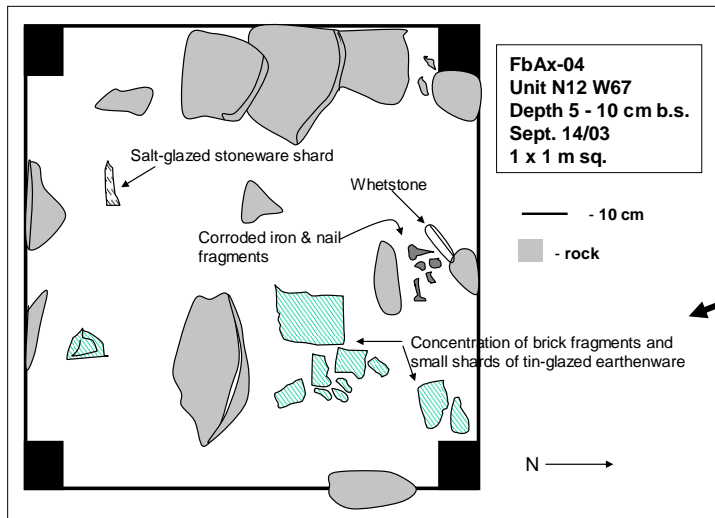 FbAx-04
Unit N12 W67
Depth 5 - 10 cm b.s.
Sept. 14/03
1 x 1 m sq.
Salt-glazed stoneware shard
Whetstone
- 10 cm
Corroded iron & nail
fragments
- rock
Concentration of brick fragments and
small shards of tin-glazed earthenware
N